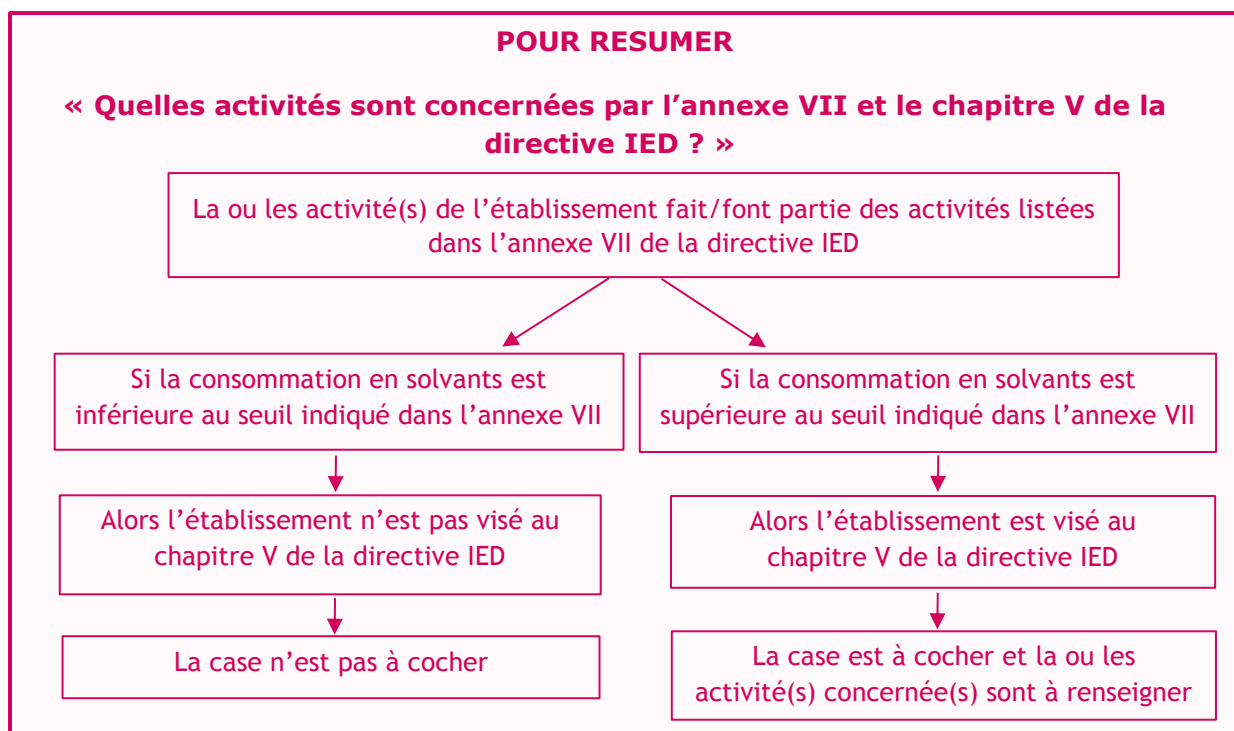 POUR RESUMER
« Quelles activités sont concernées par l’annexe VII et le chapitre V de la
directive IED ? »
La ou les activité(s) de l’établissement fait/font partie des activités listées
dans l’annexe VII de la directive IED
Si la consommation en solvants est
inférieure au seuil indiqué dans l’annexe VII
Si la consommation en solvants est
supérieure au seuil indiqué dans l’annexe VII
Alors l’établissement n’est pas visé au
chapitre V de la directive IED
Alors l’établissement est visé au
chapitre V de la directive IED
La case n’est pas à cocher
La case est à cocher et la ou les
activité(s) concernée(s) sont à renseigner